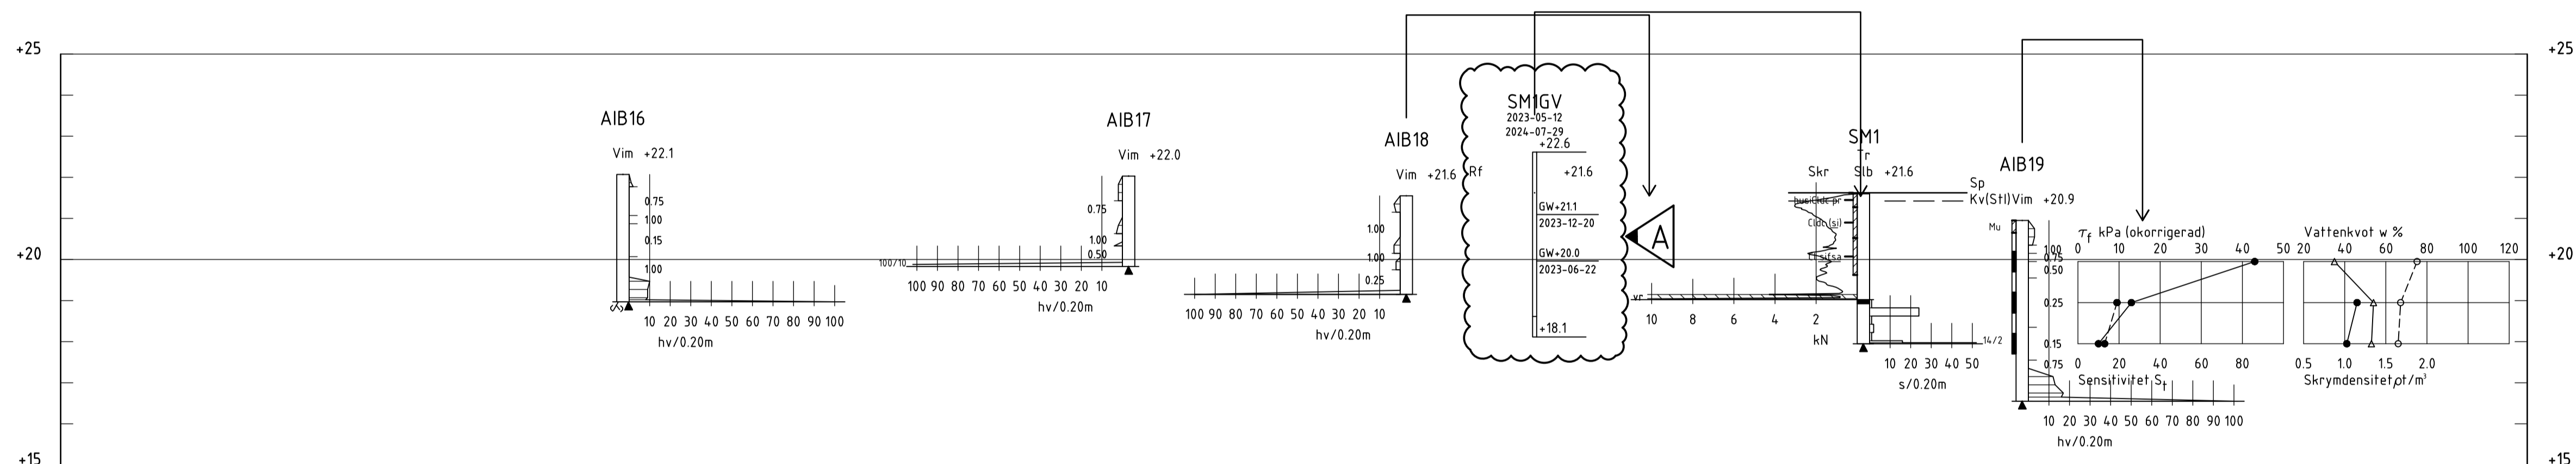 +25
+25
AIB16
Vim +22.1
0.75
1.00
0.15
1.00
10 20 30 40 50 60 70 80 90 100
hv/0.20m
AIB17
Vim +22.0
0.75
1.00
0.50
100/10
100 90 80 70 60 50 40 30 20 10
hv/0.20m
AIB18
Vim +21.6
1.00
1.00
0.25
100 90 80 70 60 50 40 30 20 10
hv/0.20m
SM1GV
2023-05-12
2024-07-29
+22.6
Rf
+21.6
GW+21.1
2023-12-20
GW+20.0
2023-06-22
+18.1
A
SM1
Tr
Skr Slb +21.6
Sp
Kv(Stl)Vim +20.9
Cldc(si)
sifsa
vr
10 8 6 4 2
kN
14/2
10 20 30 40 50
s/0.20m
AIB19
Mu
1.00
0.75
0.50
0.25
0.15
0.75
10 20 30 40 50 60 70 80 90 100
hv/0.20m
τf kPa (okorrigerad)
0 10 20 30 40 50
0 20 40 60 80
Sensitivitet St
Vattenkvot w %
20 40 60 80 100 120
0.5 1.0 1.5 2.0
Skrymdensitet ρt/m³
+20
+20
+15
+15